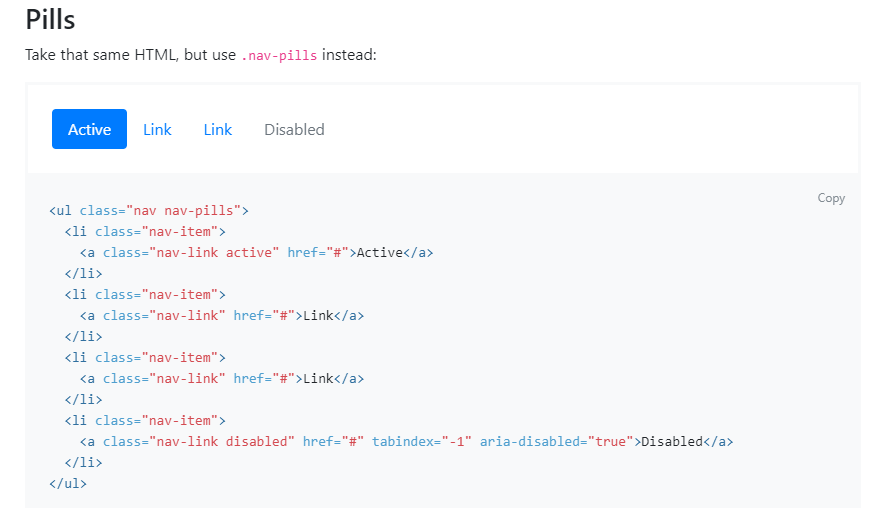 Pills
Take that same HTML, but use .nav-pills instead:
Active Link Link Disabled
Copy
<ul class="nav nav-pills">
  <li class="nav-item">
    <a class="nav-link active" href="#">Active</a>
  </li>
  <li class="nav-item">
    <a class="nav-link" href="#">Link</a>
  </li>
  <li class="nav-item">
    <a class="nav-link" href="#">Link</a>
  </li>
  <li class="nav-item">
    <a class="nav-link disabled" href="#" tabindex="-1" aria-disabled="true">Disabled</a>
  </li>
</ul>